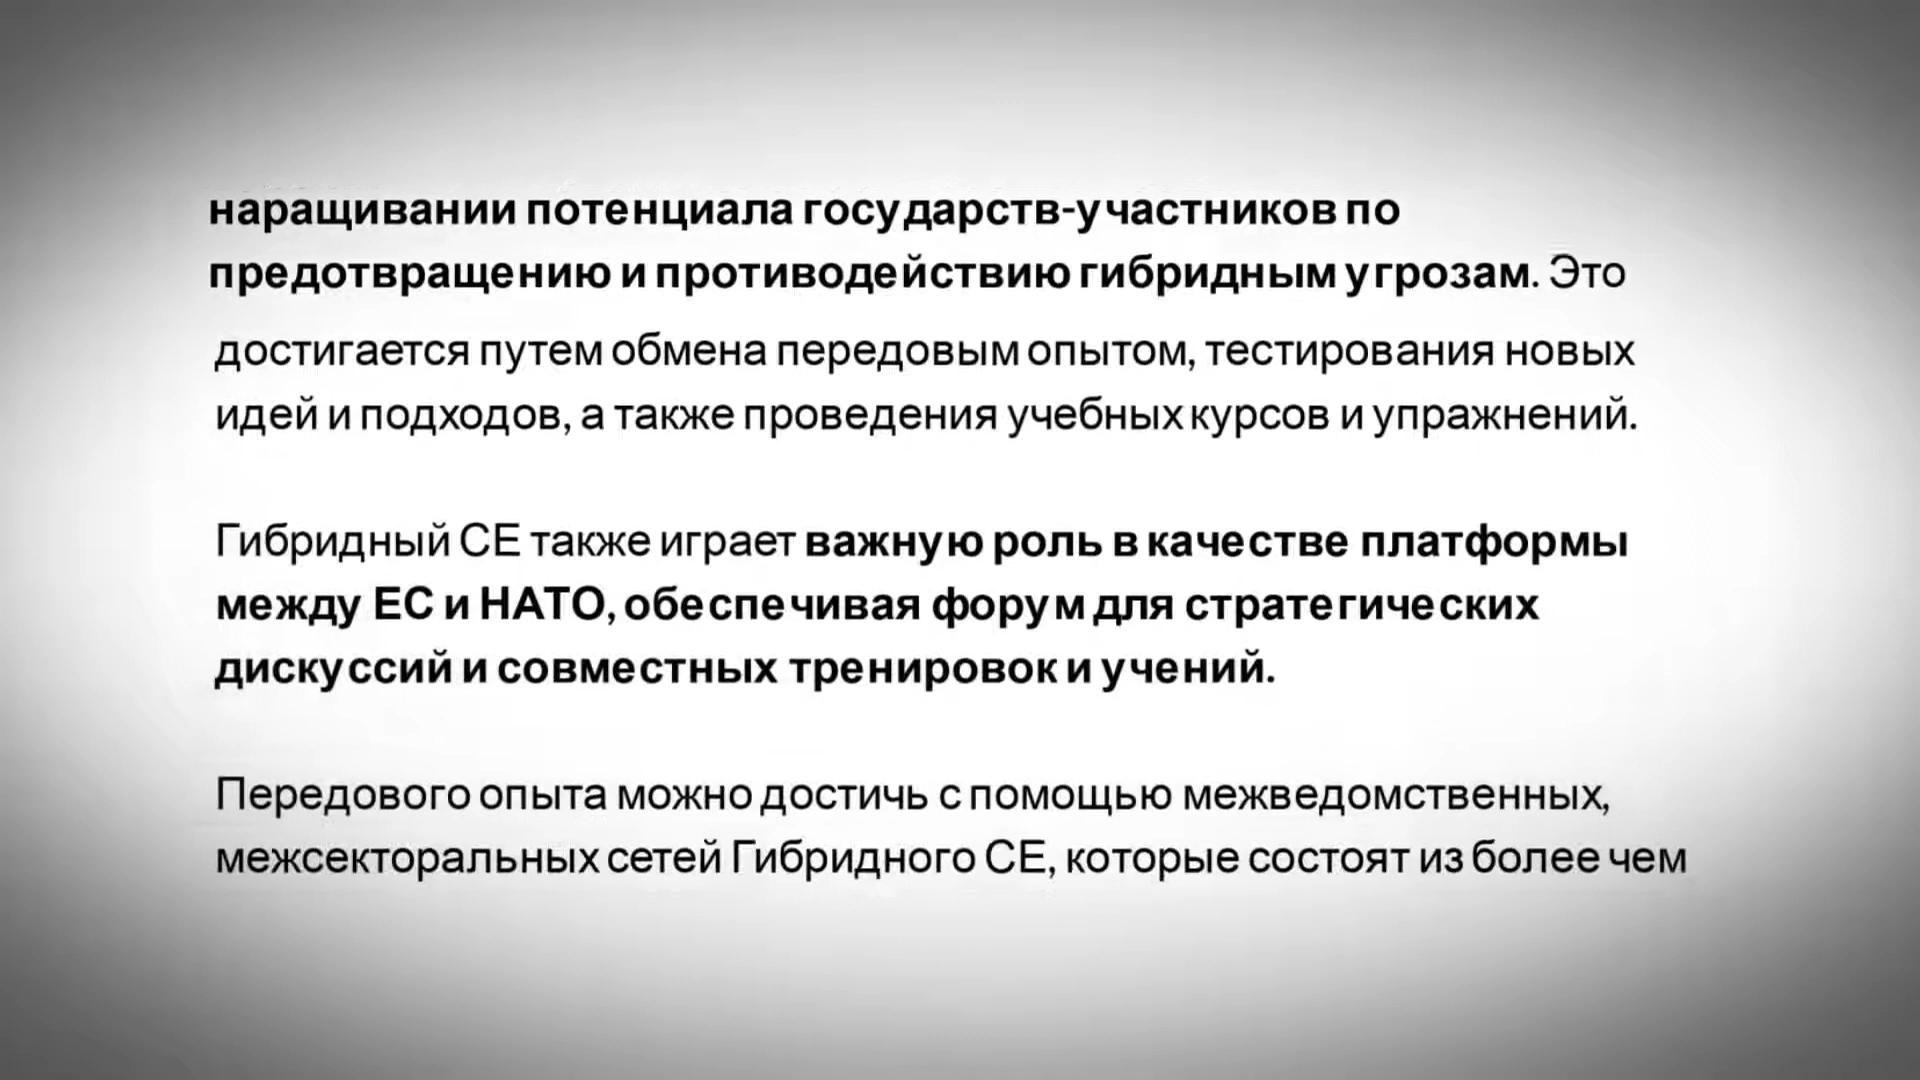 наращивании потенциала государств-участников по
предотвращению и противодействию гибридным угрозам. Это
достигается путем обмена передовым опытом, тестирования новых
идей и подходов, а также проведения учебных курсов и упражнений.
Гибридный СЕ также играет важную роль в качестве платформы
между ЕС и НАТО, обеспечивая форум для стратегических
дискуссий и совместных тренировок и учений.
Передового опыта можно достичь с помощью межведомственных,
межсекторальных сетей Гибридного СЕ, которые состоят из более чем